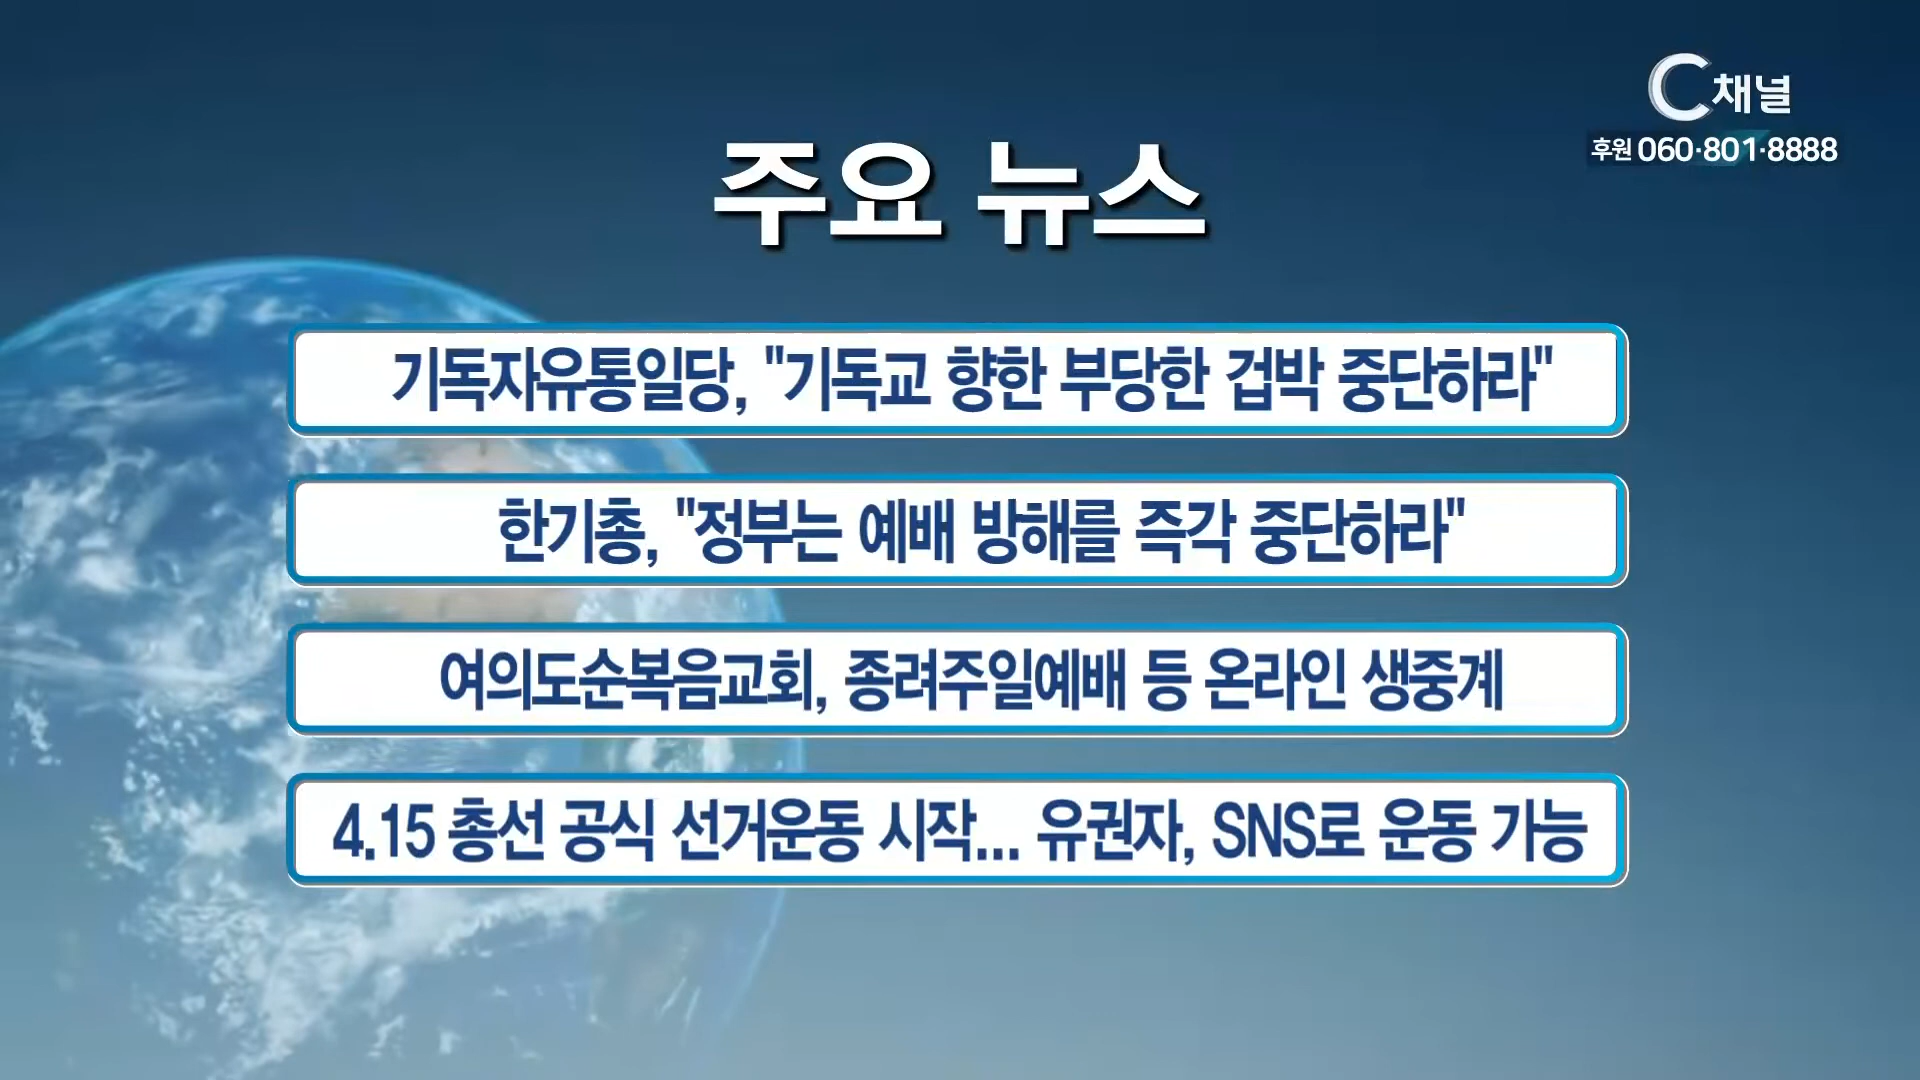 C채널
후원 060·801·8888
주요 뉴스
기독자유통일당, "기독교 향한 부당한 겁박 중단하라"
한기총, "정부는 예배 방해를 즉각 중단하라"
여의도순복음교회, 종려주일예배 등 온라인 생중계
4.15 총선 공식 선거운동 시작... 유권자, SNS로 운동 가능